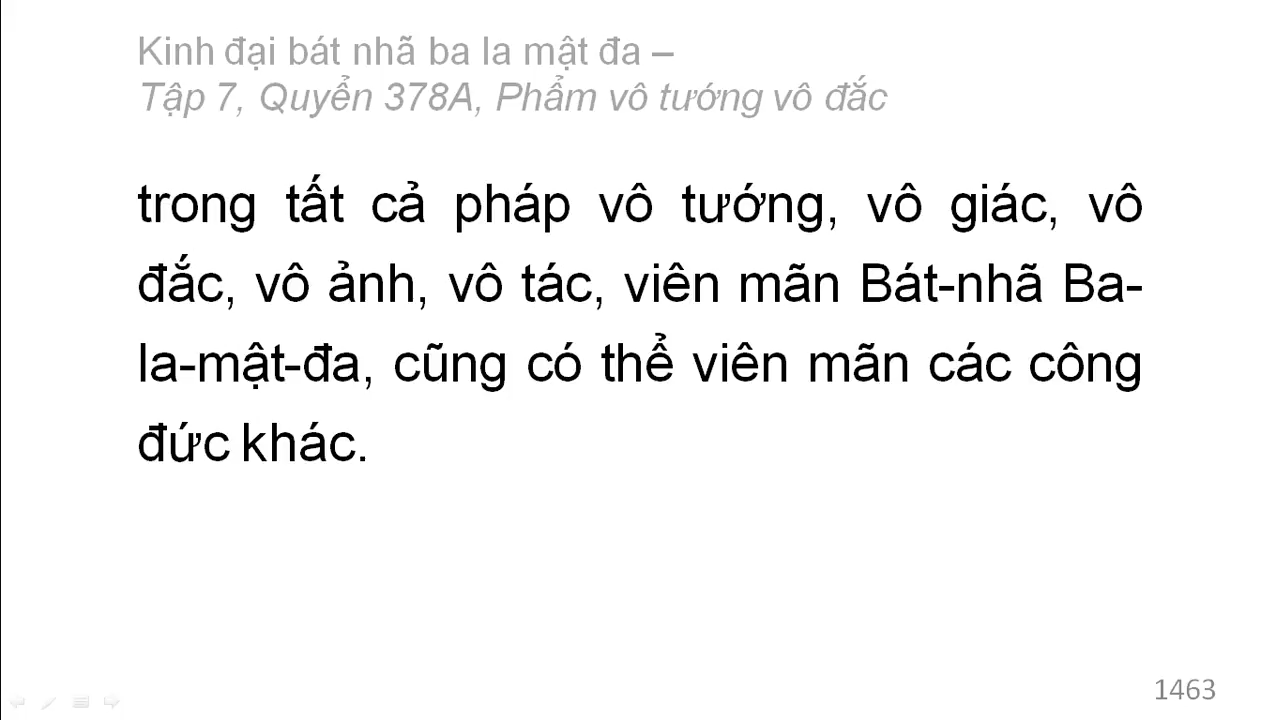 Kinh đại bát nhã ba la mật đa –
Tập 7, Quyển 378A, Phẩm vô tướng vô đắc
trong tất cả pháp vô tướng, vô giác, vô
đắc, vô ảnh, vô tác, viên mãn Bát-nhã Ba-
la-mật-đa, cũng có thể viên mãn các công
đức khác.
1463